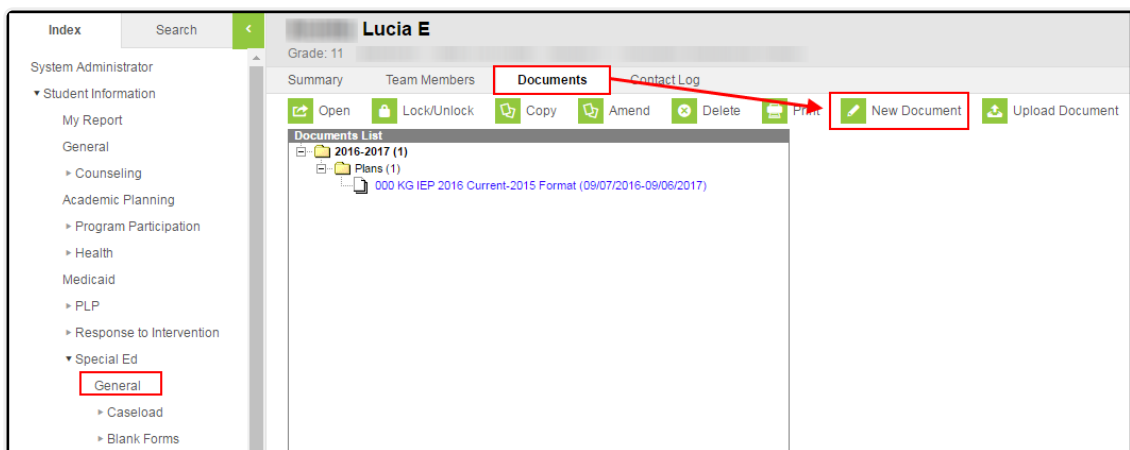 Index Search <
Lucia E
Grade: 11
System Administrator
▾ Student Information
My Report
General
▸ Counseling
Academic Planning
▸ Program Participation
▸ Health
Medicaid
▸ PLP
▸ Response to Intervention
▾ Special Ed
General
▸ Caseload
▸ Blank Forms
Summary Team Members Documents Contact Log
Open Lock/Unlock Copy Amend Delete Print New Document Upload Document
Documents List
2016-2017 (1)
Plans (1)
000 KG IEP 2016 Current-2015 Format (09/07/2016-09/06/2017)